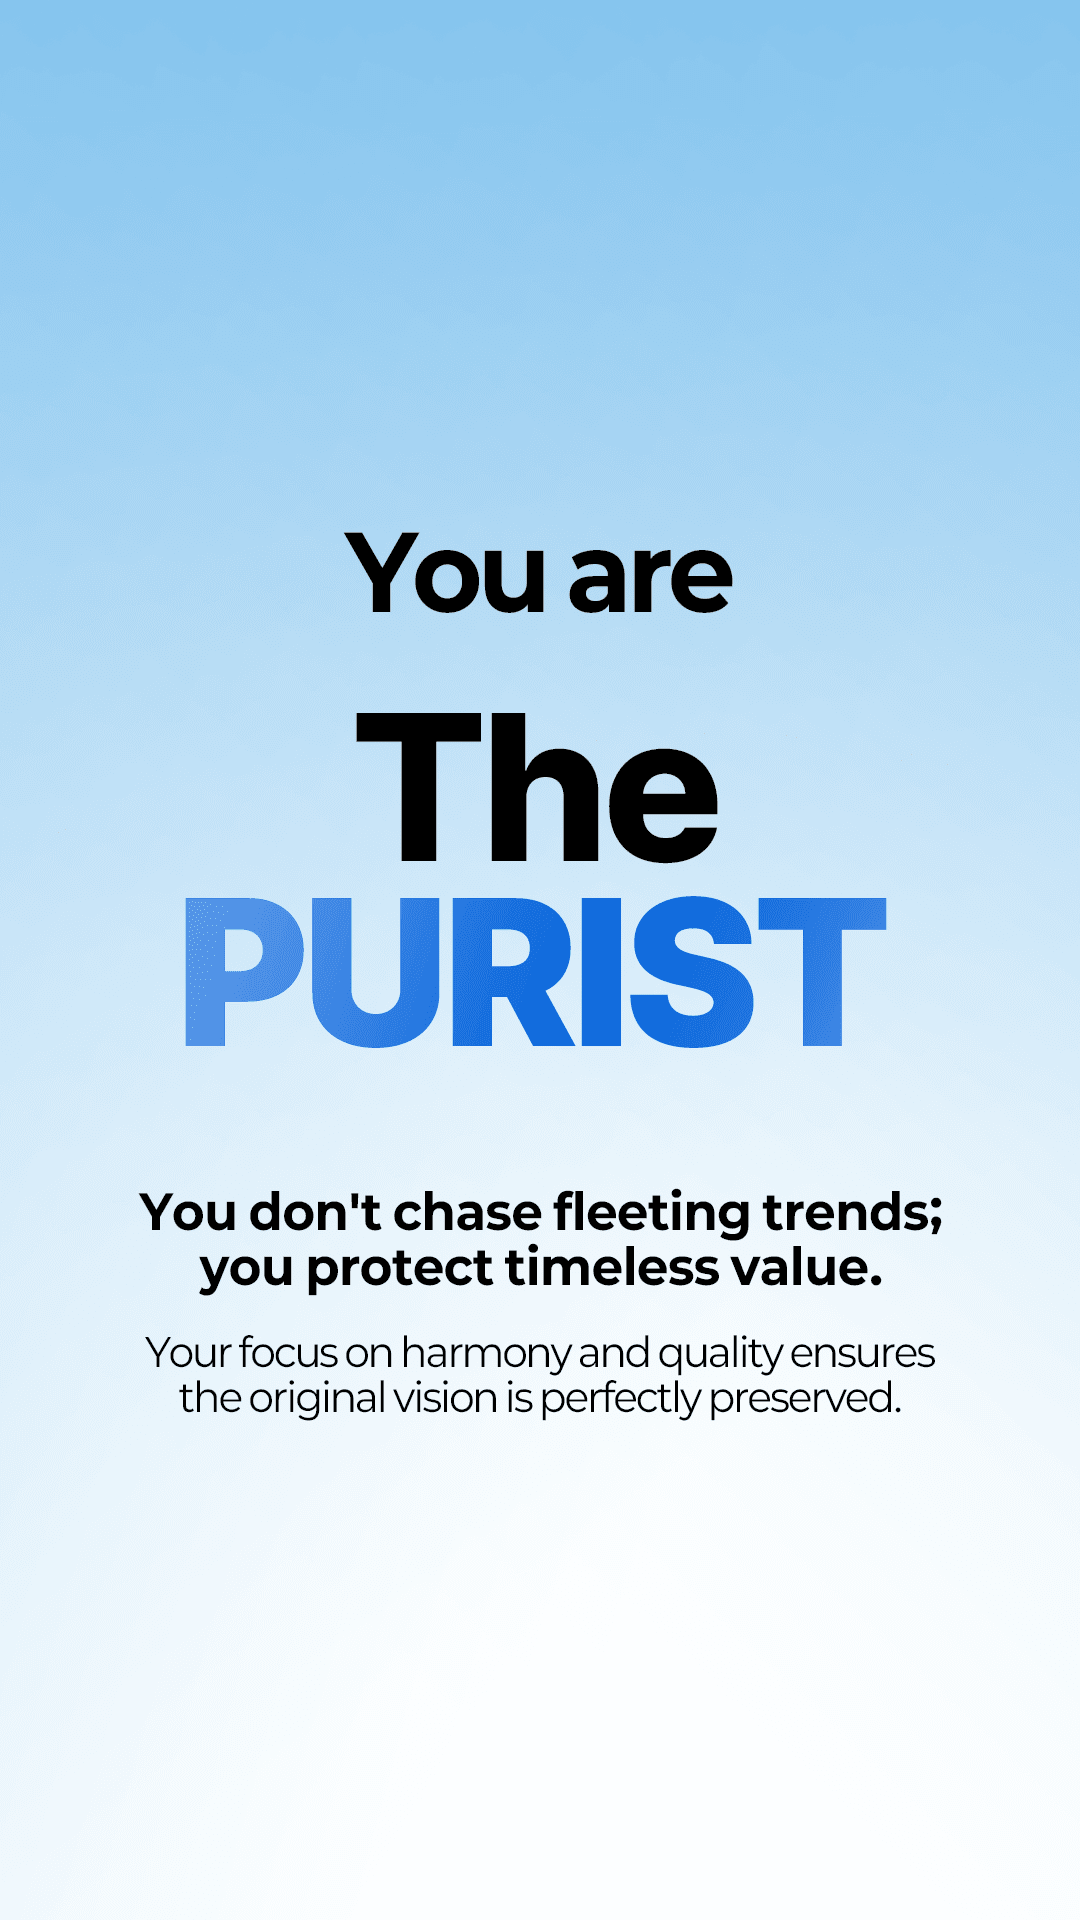 You are
The
PURIST
You don't chase fleeting trends;
you protect timeless value.
Your focus on harmony and quality ensures
the original vision is perfectly preserved.